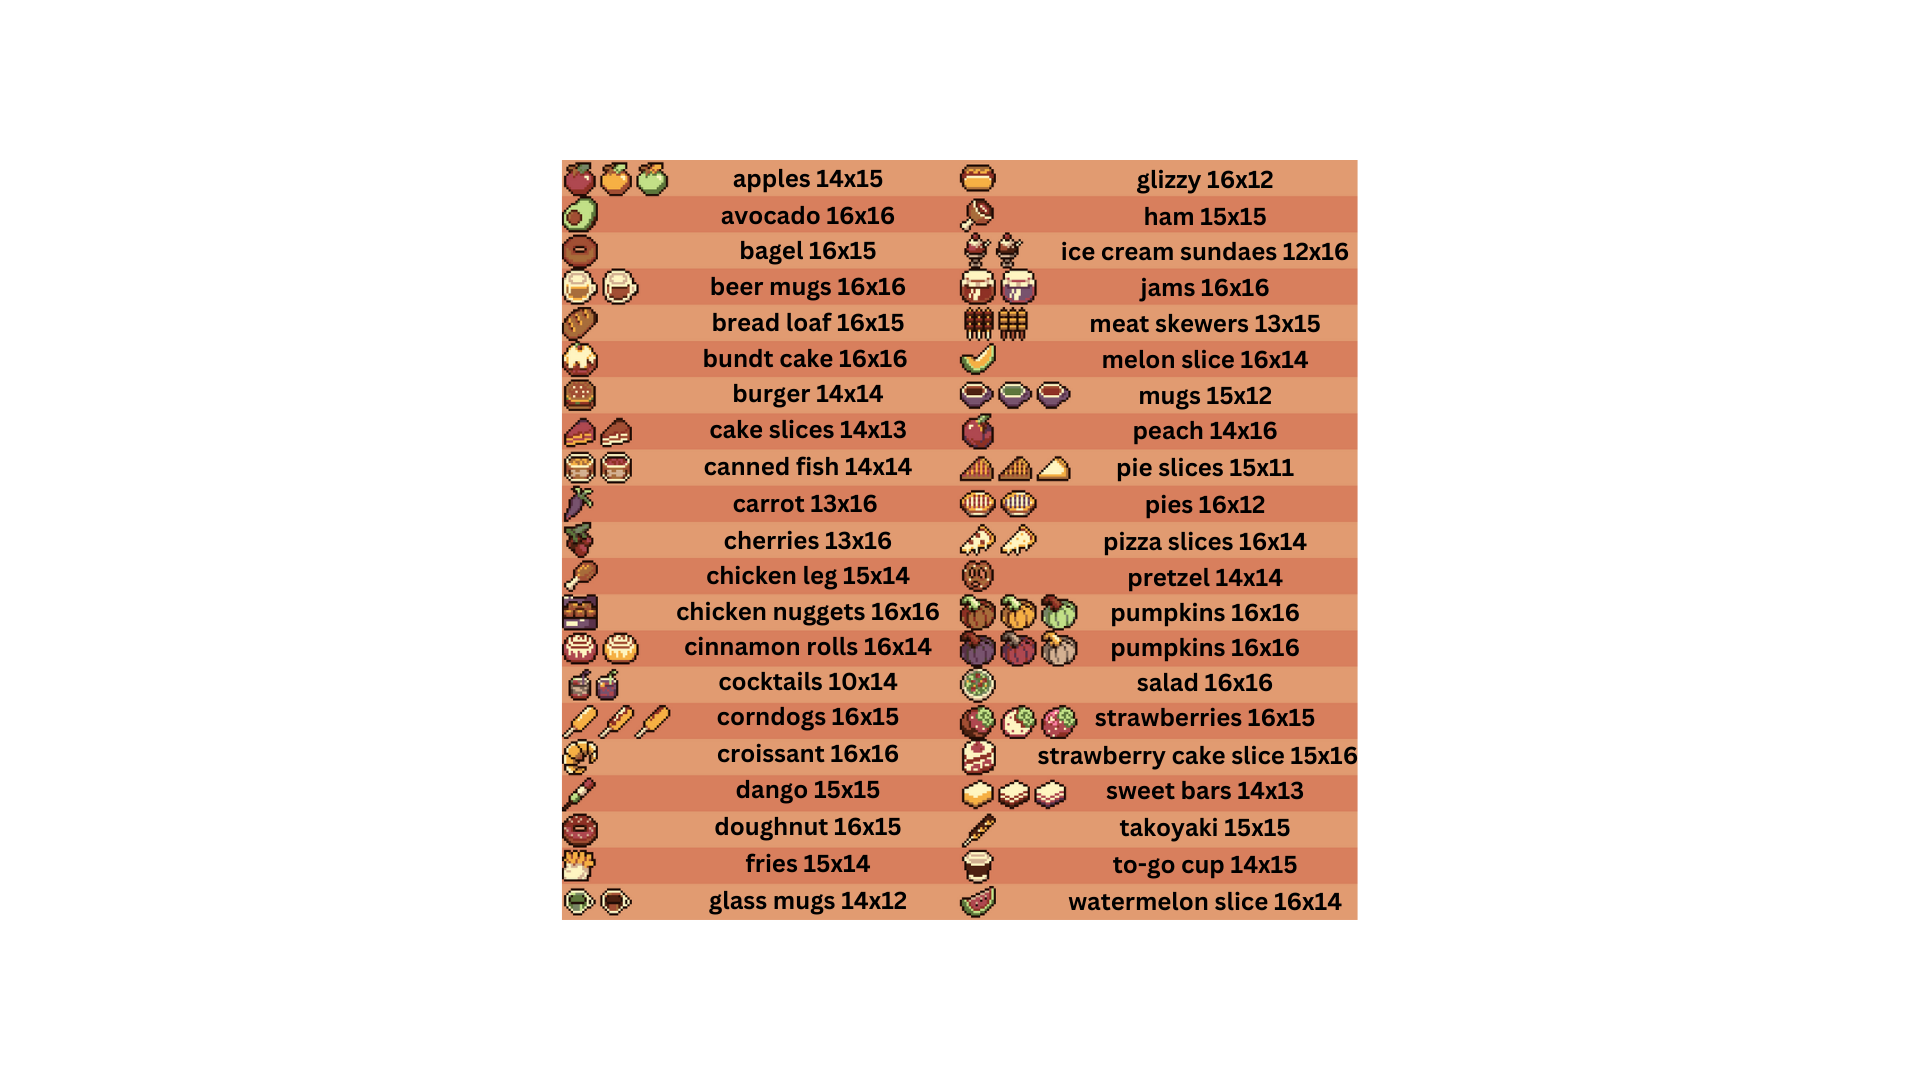 apples 14x15
avocado 16x16
bagel 16x15
beer mugs 16x16
bread loaf 16x15
bundt cake 16x16
burger 14x14
cake slices 14x13
canned fish 14x14
carrot 13x16
cherries 13x16
chicken leg 15x14
chicken nuggets 16x16
cinnamon rolls 16x14
cocktails 10x14
corndogs 16x15
croissant 16x16
dango 15x15
doughnut 16x15
fries 15x14
glass mugs 14x12
glizzy 16x12
ham 15x15
ice cream sundaes 12x16
jams 16x16
meat skewers 13x15
melon slice 16x14
mugs 15x12
peach 14x16
pie slices 15x11
pies 16x12
pizza slices 16x14
pretzel 14x14
pumpkins 16x16
pumpkins 16x16
salad 16x16
strawberries 16x15
strawberry cake slice 15x16
sweet bars 14x13
takoyaki 15x15
to-go cup 14x15
watermelon slice 16x14